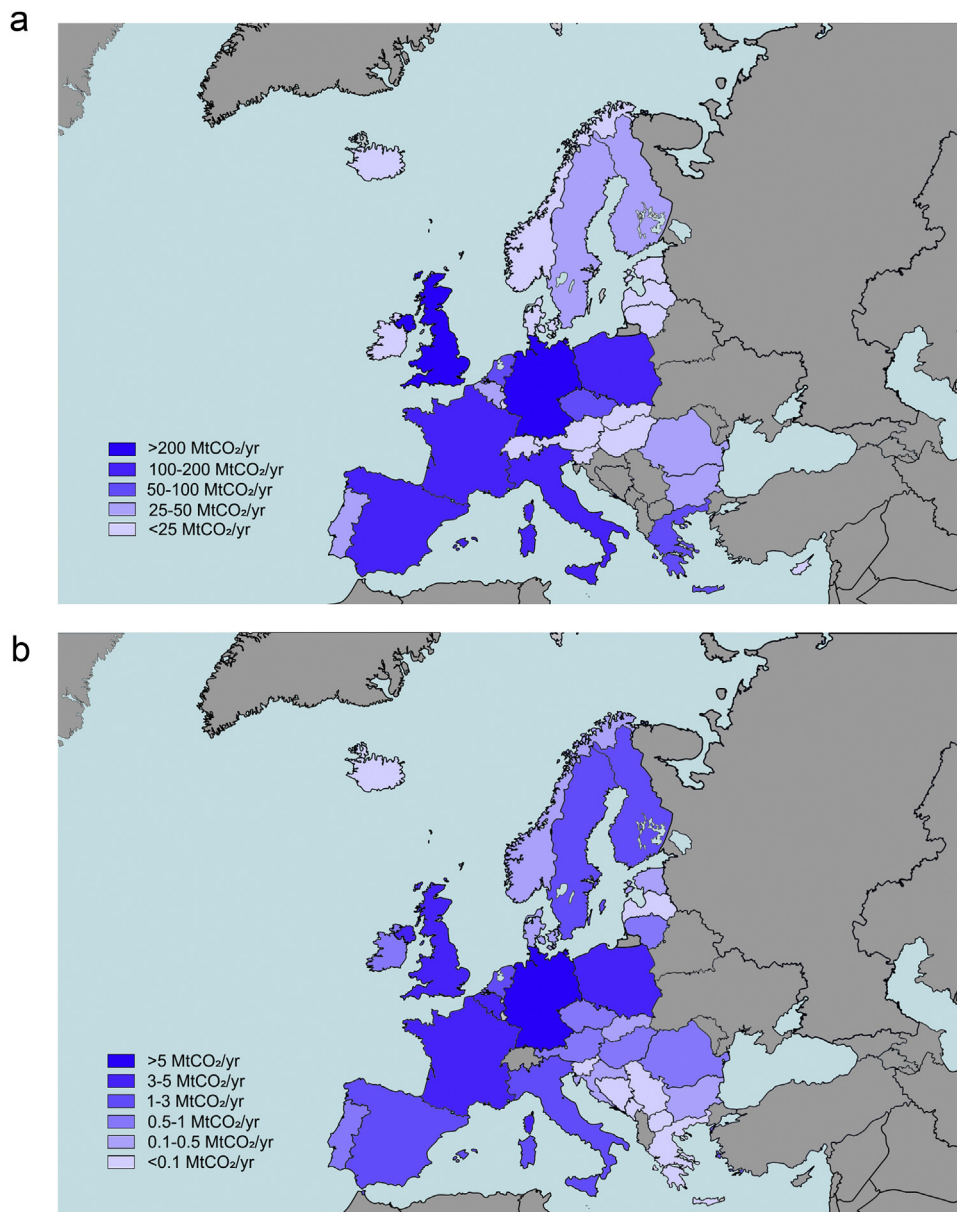 a
>200 MtCO₂/yr
100-200 MtCO₂/yr
50-100 MtCO₂/yr
25-50 MtCO₂/yr
<25 MtCO₂/yr
b
>5 MtCO₂/yr
3-5 MtCO₂/yr
1-3 MtCO₂/yr
0.5-1 MtCO₂/yr
0.1-0.5 MtCO₂/yr
<0.1 MtCO₂/yr